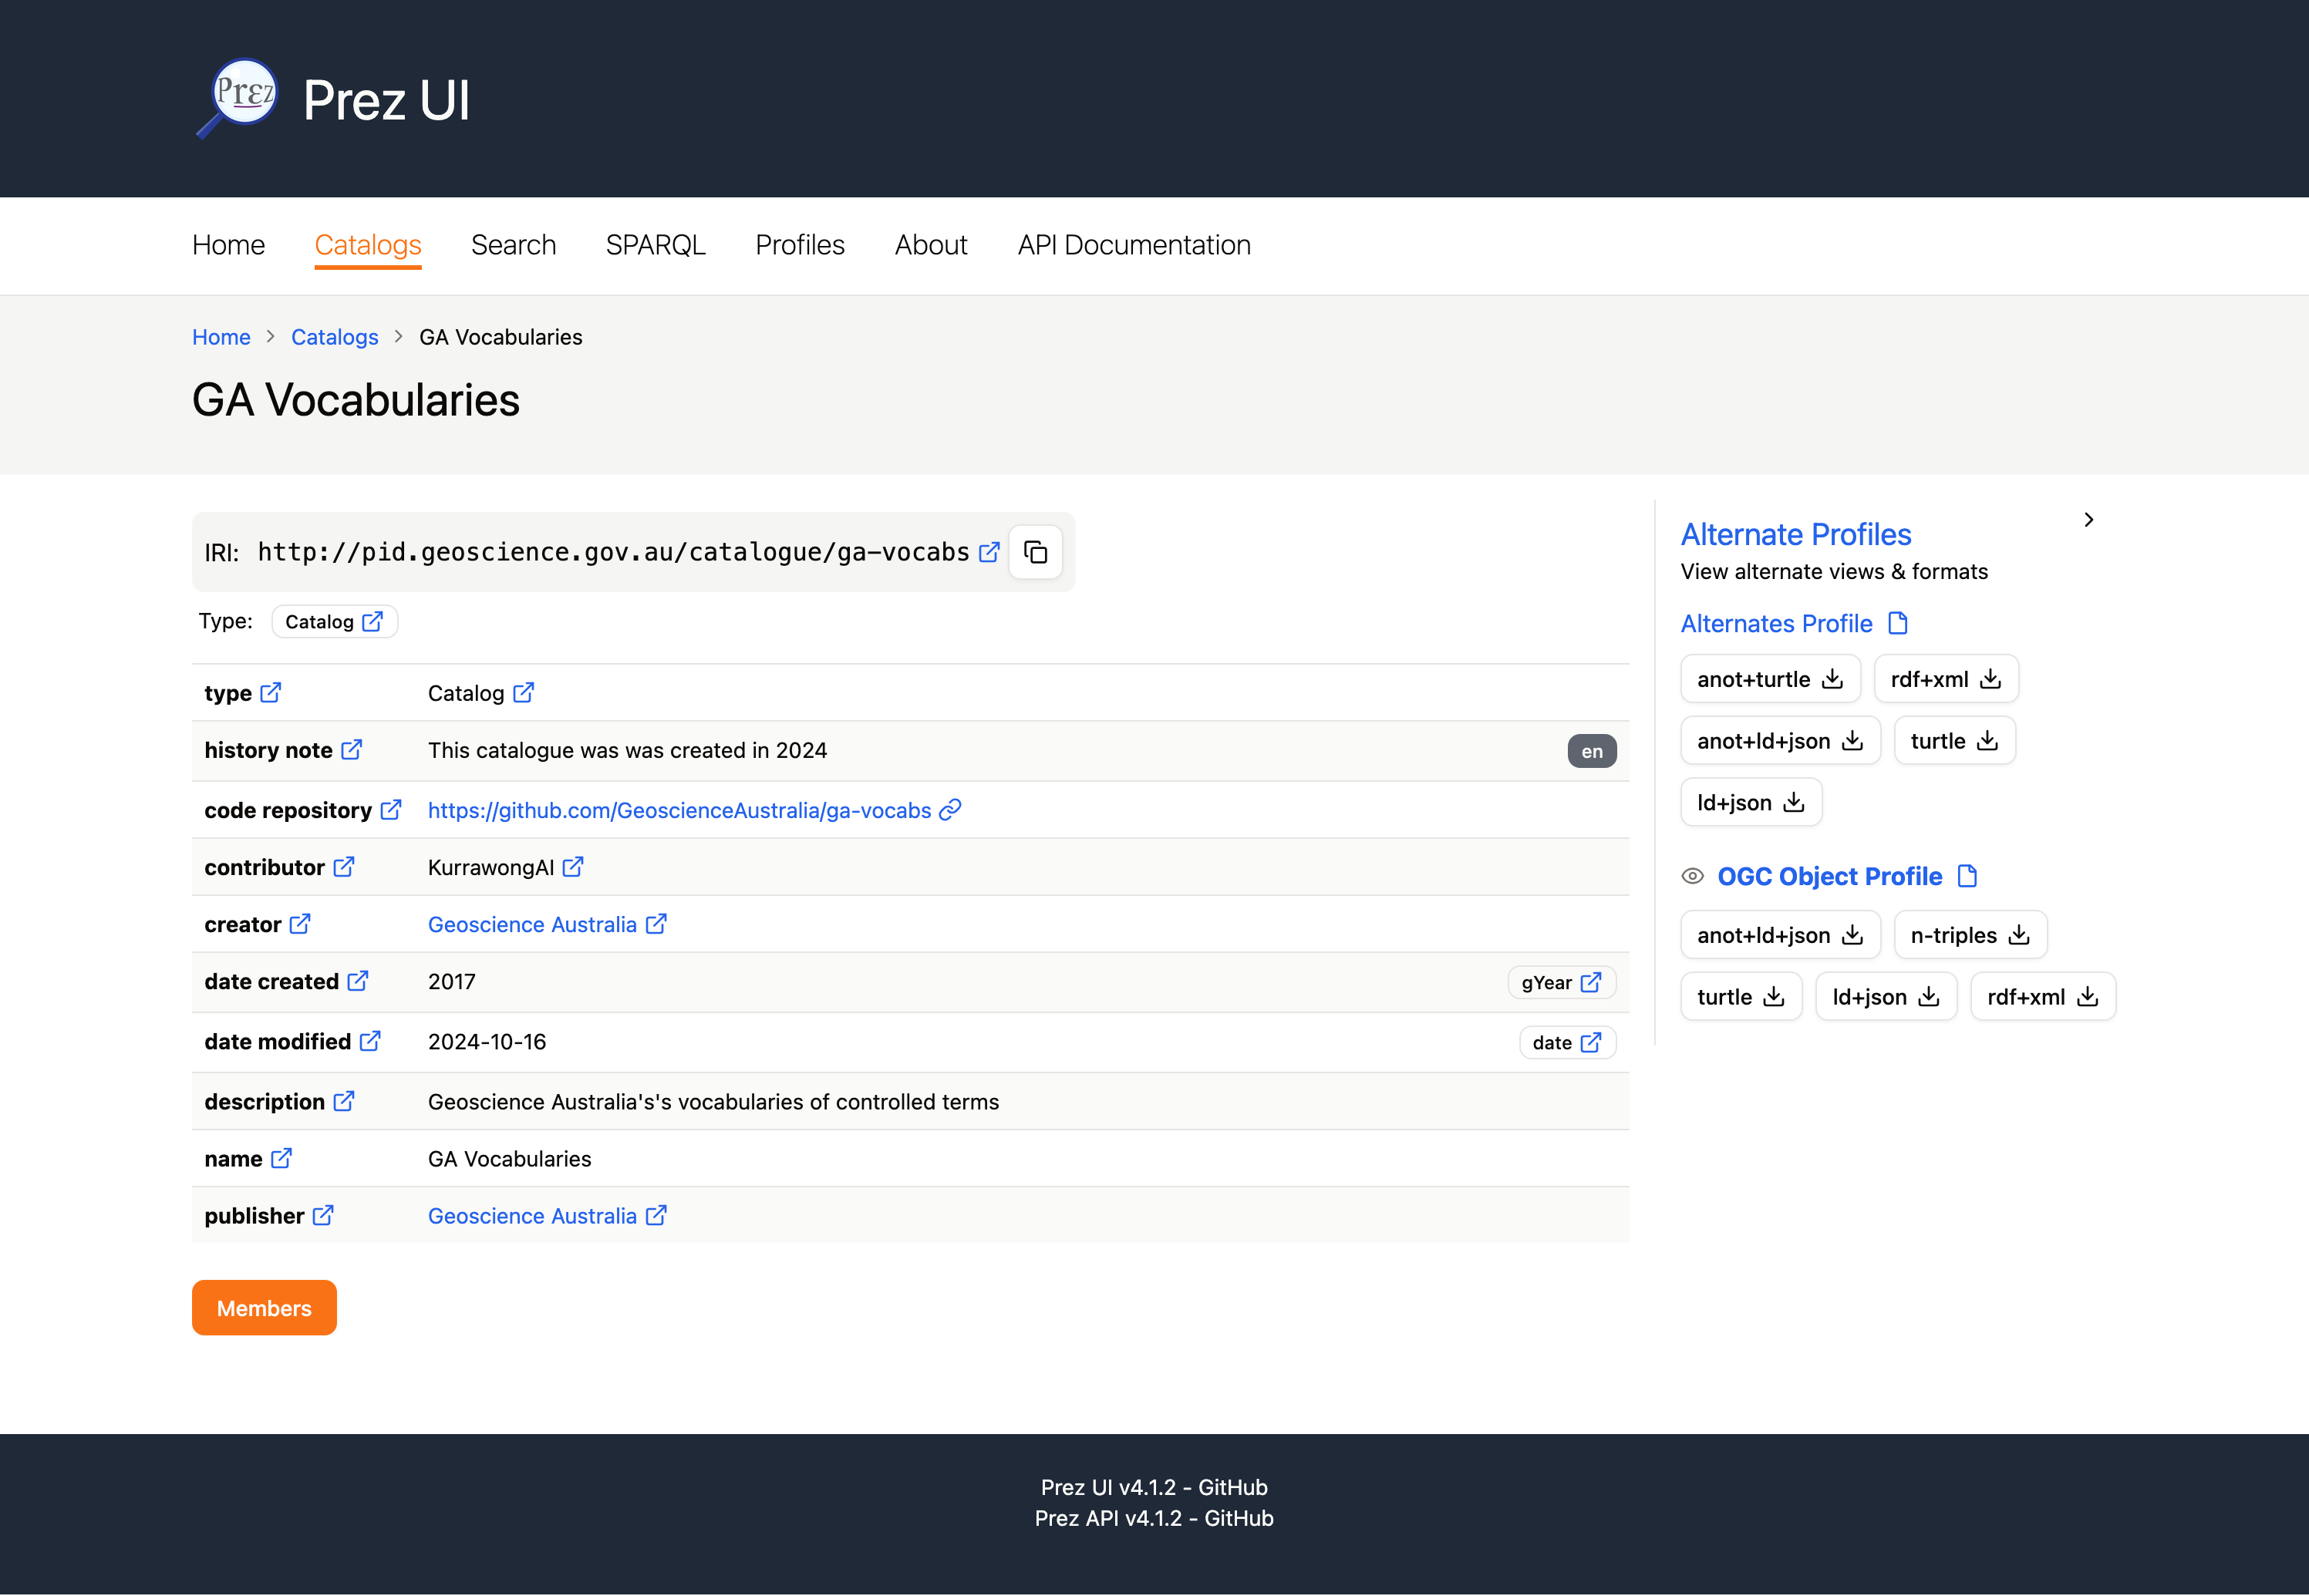 Prez
Prez UI
Home Catalogs Search SPARQL Profiles About API Documentation
Home > Catalogs > GA Vocabularies
GA Vocabularies
IRI: http://pid.geoscience.gov.au/catalogue/ga-vocabs
Type: Catalog
type Catalog
history note This catalogue was was created in 2024 en
code repository https://github.com/GeoscienceAustralia/ga-vocabs
contributor KurrawongAI
creator Geoscience Australia
date created 2017 gYear
date modified 2024-10-16 date
description Geoscience Australia's's vocabularies of controlled terms
name GA Vocabularies
publisher Geoscience Australia
Members
Alternate Profiles
View alternate views & formats
Alternates Profile
anot+turtle rdf+xml
anot+ld+json turtle
ld+json
OGC Object Profile
anot+ld+json n-triples
turtle ld+json rdf+xml
Prez UI v4.1.2 - GitHub
Prez API v4.1.2 - GitHub